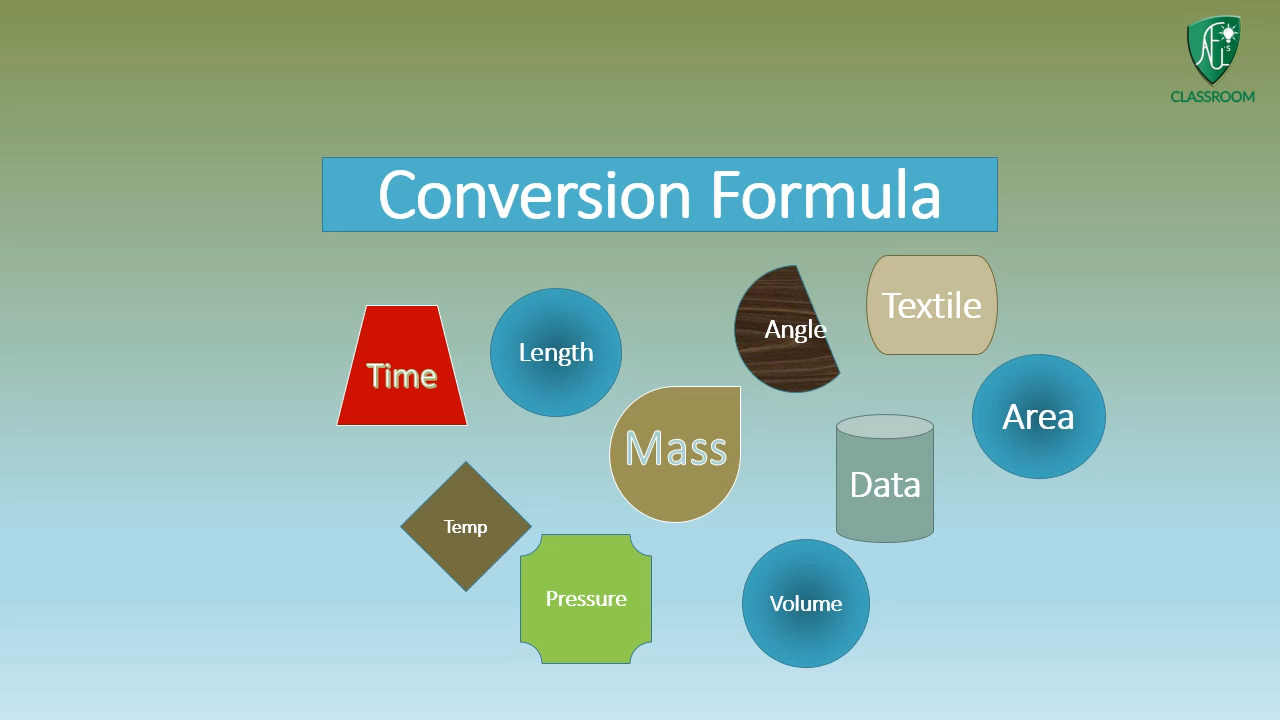 CLASSROOM
Conversion Formula
Textile
Angle
Length
Time
Area
Mass
Data
Temp
Pressure
Volume